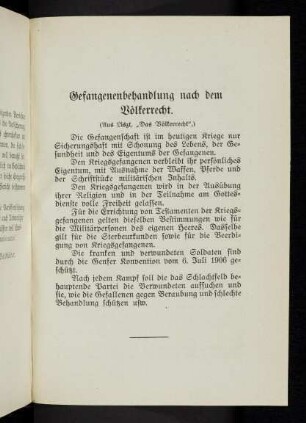 Gefangenenbehandlung nach dem
Völkerrecht.
(Aus Adgl. „Das Völkerrecht“.)
Die Gefangenschaft ist im heutigen Kriege nur
Sicherungshaft mit Schonung des Lebens, der Ge-
sundheit und des Eigentums der Gefangenen.
Den Kriegsgefangenen verbleibt ihr persönliches
Eigentum, mit Ausnahme der Waffen, Pferde und
der Schriftstücke militärischen Inhalts.
Den Kriegsgefangenen wird in der Ausübung
ihrer Religion und in der Teilnahme am Gottes-
dienste volle Freiheit gelassen.
Für die Errichtung von Testamenten der Kriegs-
gefangenen gelten dieselben Bestimmungen wie für
die Militärpersonen des eigenen Heeres. Dasselbe
gilt für die Sterbeurkunden sowie für die Beerdi-
gung von Kriegsgefangenen.
Die kranken und verwundeten Soldaten sind
durch die Genfer Konvention vom 6. Juli 1906 ge-
schützt.
Nach jedem Kampf soll die das Schlachtfeld be-
hauptende Partei die Verwundeten aufsuchen und
sie, wie die Gefallenen gegen Beraubung und schlechte
Behandlung schützen usw.